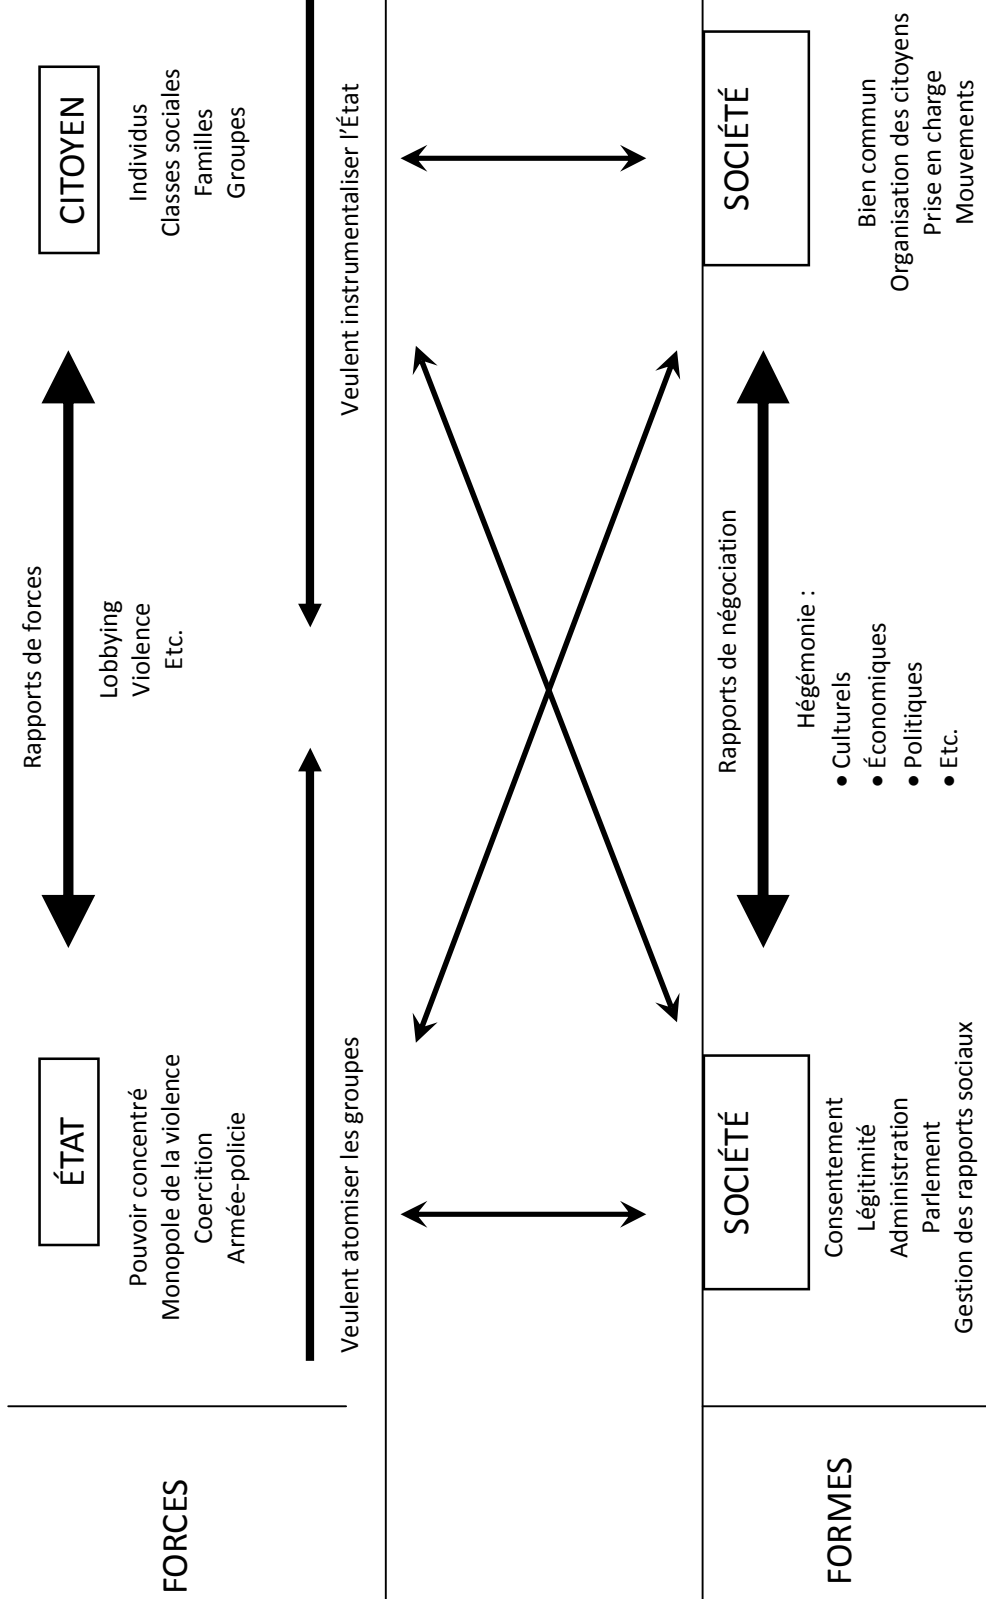 FORCES
ÉTAT
Pouvoir concentré
Monopole de la violence
Coercition
Armée-policie
Veulent atomiser les groupes
Rapports de forces
Lobbying
Violence
Etc.
CITOYEN
Individus
Classes sociales
Familles
Groupes
Veulent instrumentaliser l'État
FORMES
SOCIÉTÉ
Consentement
Légitimité
Administration
Parlement
Gestion des rapports sociaux
Rapports de négociation
Hégémonie :
• Culturels
• Économiques
• Politiques
• Etc.
SOCIÉTÉ
Bien commun
Organisation des citoyens
Prise en charge
Mouvements